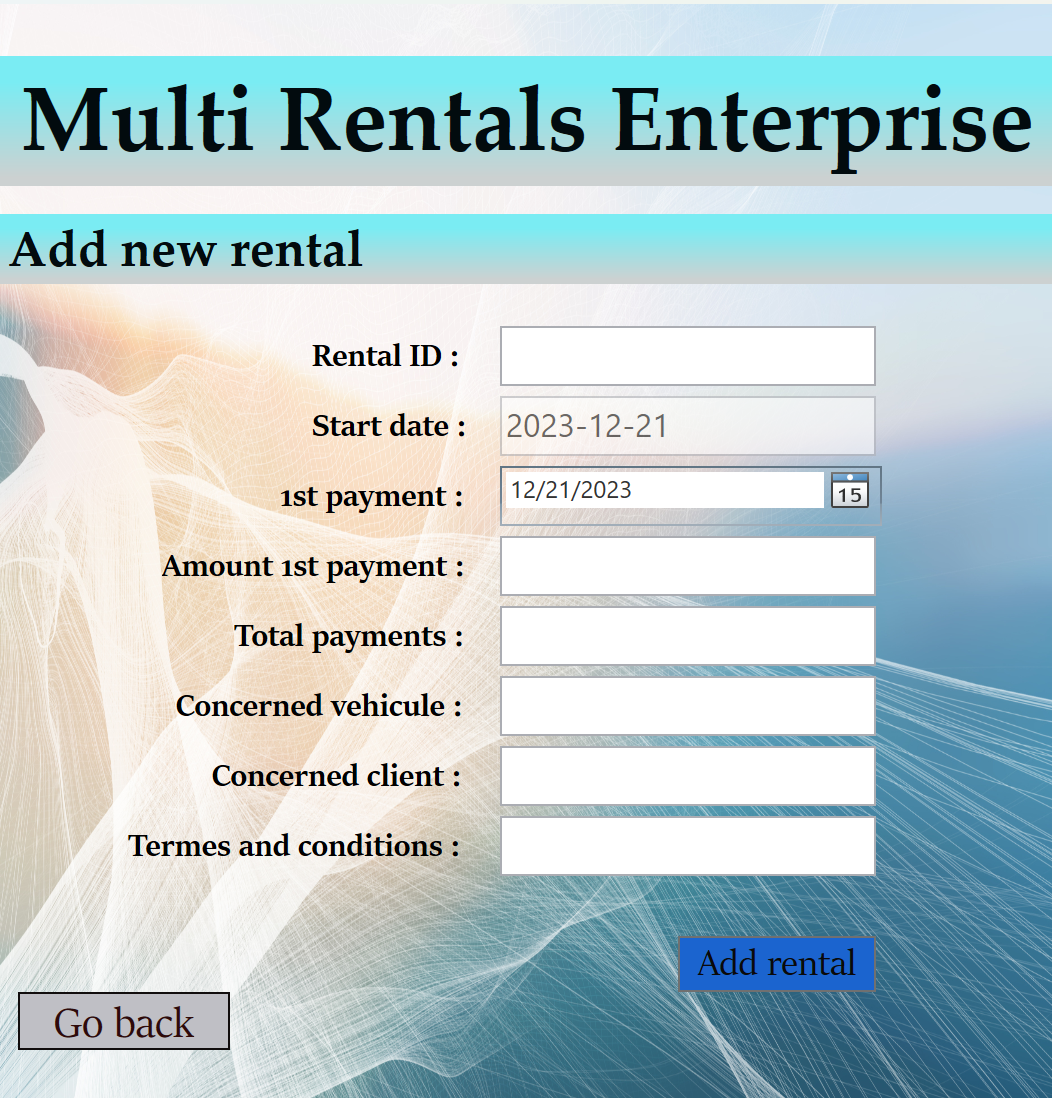 Multi Rentals Enterprise
Add new rental
Rental ID :
Start date : 2023-12-21
1st payment : 12/21/2023 15
Amount 1st payment :
Total payments :
Concerned vehicule :
Concerned client :
Termes and conditions :
Add rental
Go back